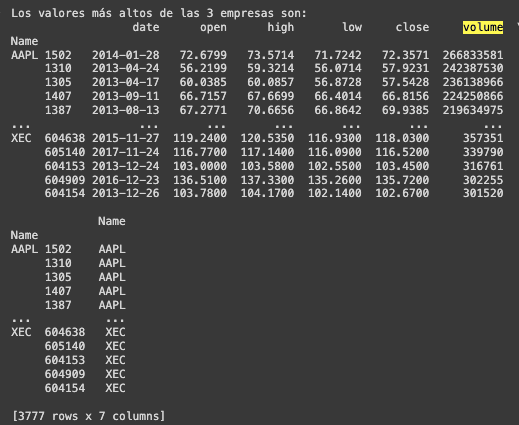 Los valores más altos de las 3 empresas son:
date open high low close volume \
Name
AAPL 1502 2014-01-28 72.6799 73.5714 71.7242 72.3571 266833581
1310 2013-04-24 56.2199 59.3214 56.0714 57.9231 242387530
1305 2013-04-17 60.0385 60.0857 56.8728 57.5428 236138966
1407 2013-09-11 66.7157 67.6699 66.4014 66.8156 224250866
1387 2013-08-13 67.2771 70.6656 66.8642 69.9385 219634975
... ... ... ... ... ... ...
XEC 604638 2015-11-27 119.2400 120.5350 116.9300 118.0300 357351
605140 2017-11-24 116.7700 117.1400 116.0900 116.5200 339790
604153 2013-12-24 103.0000 103.5800 102.5500 103.4500 316761
604909 2016-12-23 136.5100 137.3300 135.2600 135.7200 302255
604154 2013-12-26 103.7800 104.1700 102.1400 102.6700 301520
Name
Name
AAPL 1502 AAPL
1310 AAPL
1305 AAPL
1407 AAPL
1387 AAPL
... ...
XEC 604638 XEC
605140 XEC
604153 XEC
604909 XEC
604154 XEC
[3777 rows x 7 columns]